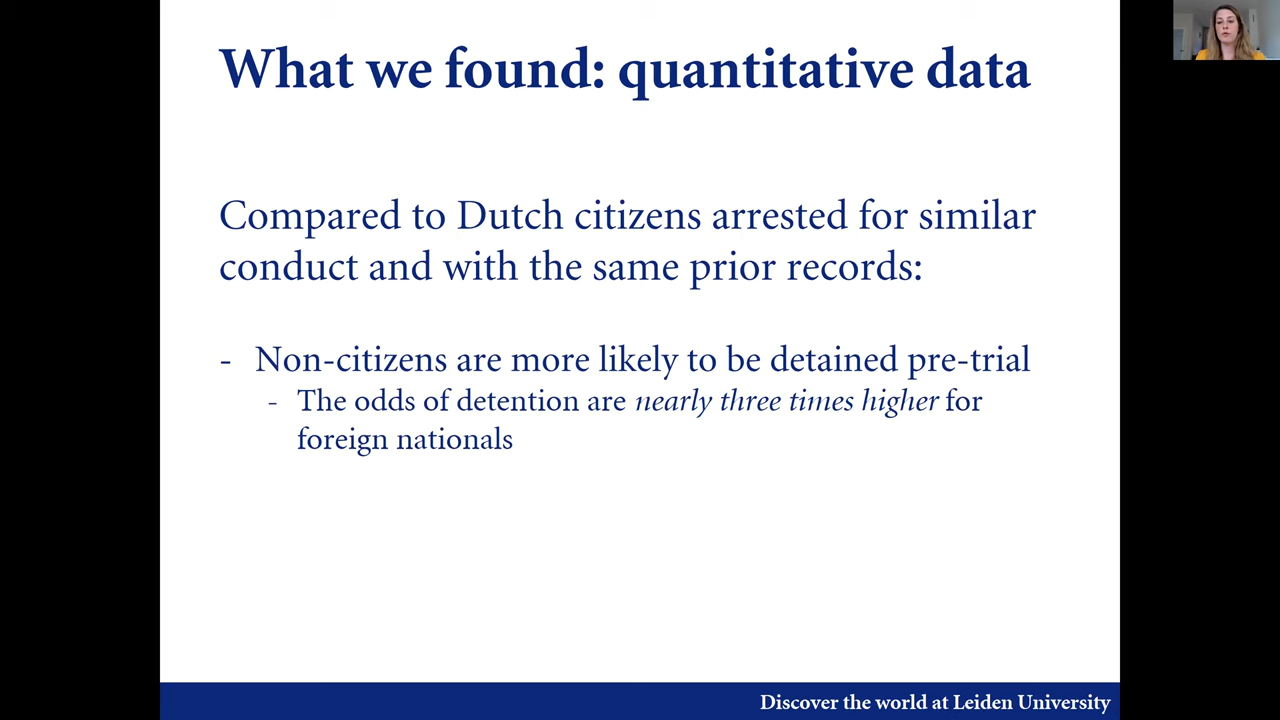 What we found: quantitative data
Compared to Dutch citizens arrested for similar
conduct and with the same prior records:
- Non-citizens are more likely to be detained pre-trial
- The odds of detention are nearly three times higher for
foreign nationals
Discover the world at Leiden University